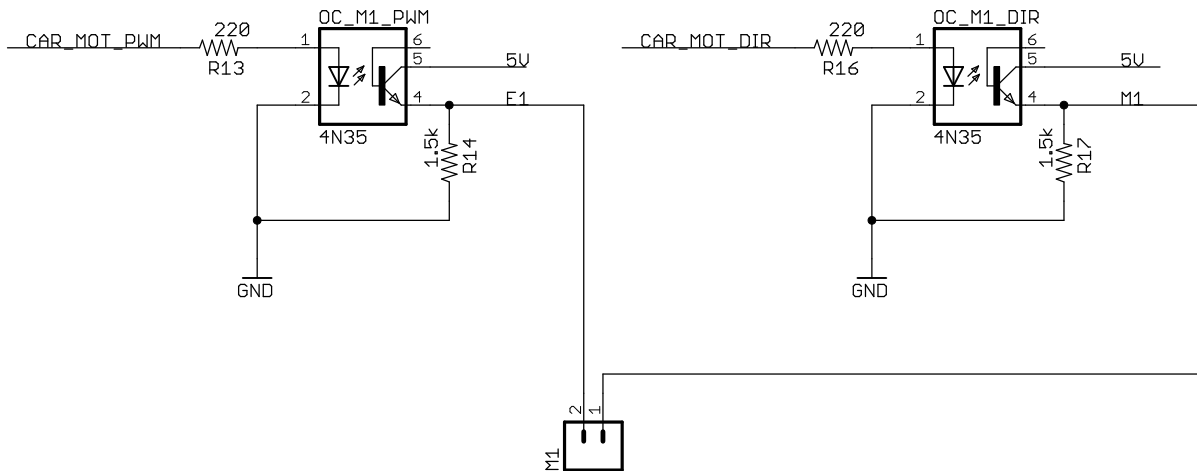 OC_M1_PWM
OC_M1_DIR
CAR_MOT_PWM
220
R13
1
6
5
5V
2
4
E1
4N35
1.5k
R14
GND
CAR_MOT_DIR
220
R16
1
6
5
5V
2
4
M1
4N35
1.5k
R17
GND
2
1
M1